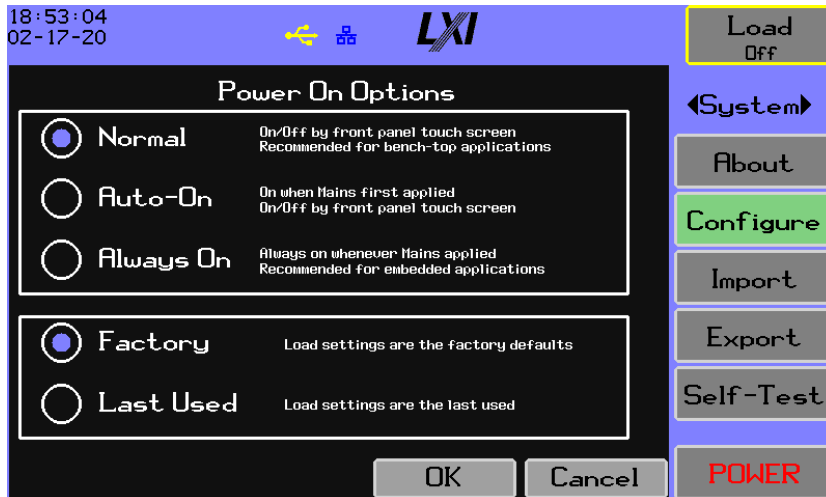 18:53:04
02-17-20
LXI
Load
Off
Power On Options
◀System▶
Normal
On/Off by front panel touch screen
Recommended for bench-top applications
About
Auto-On
On when Mains first applied
On/Off by front panel touch screen
Configure
Always On
Always on whenever Mains applied
Recommended for embedded applications
Import
Factory
Load settings are the factory defaults
Export
Last Used
Load settings are the last used
Self-Test
OK
Cancel
POWER